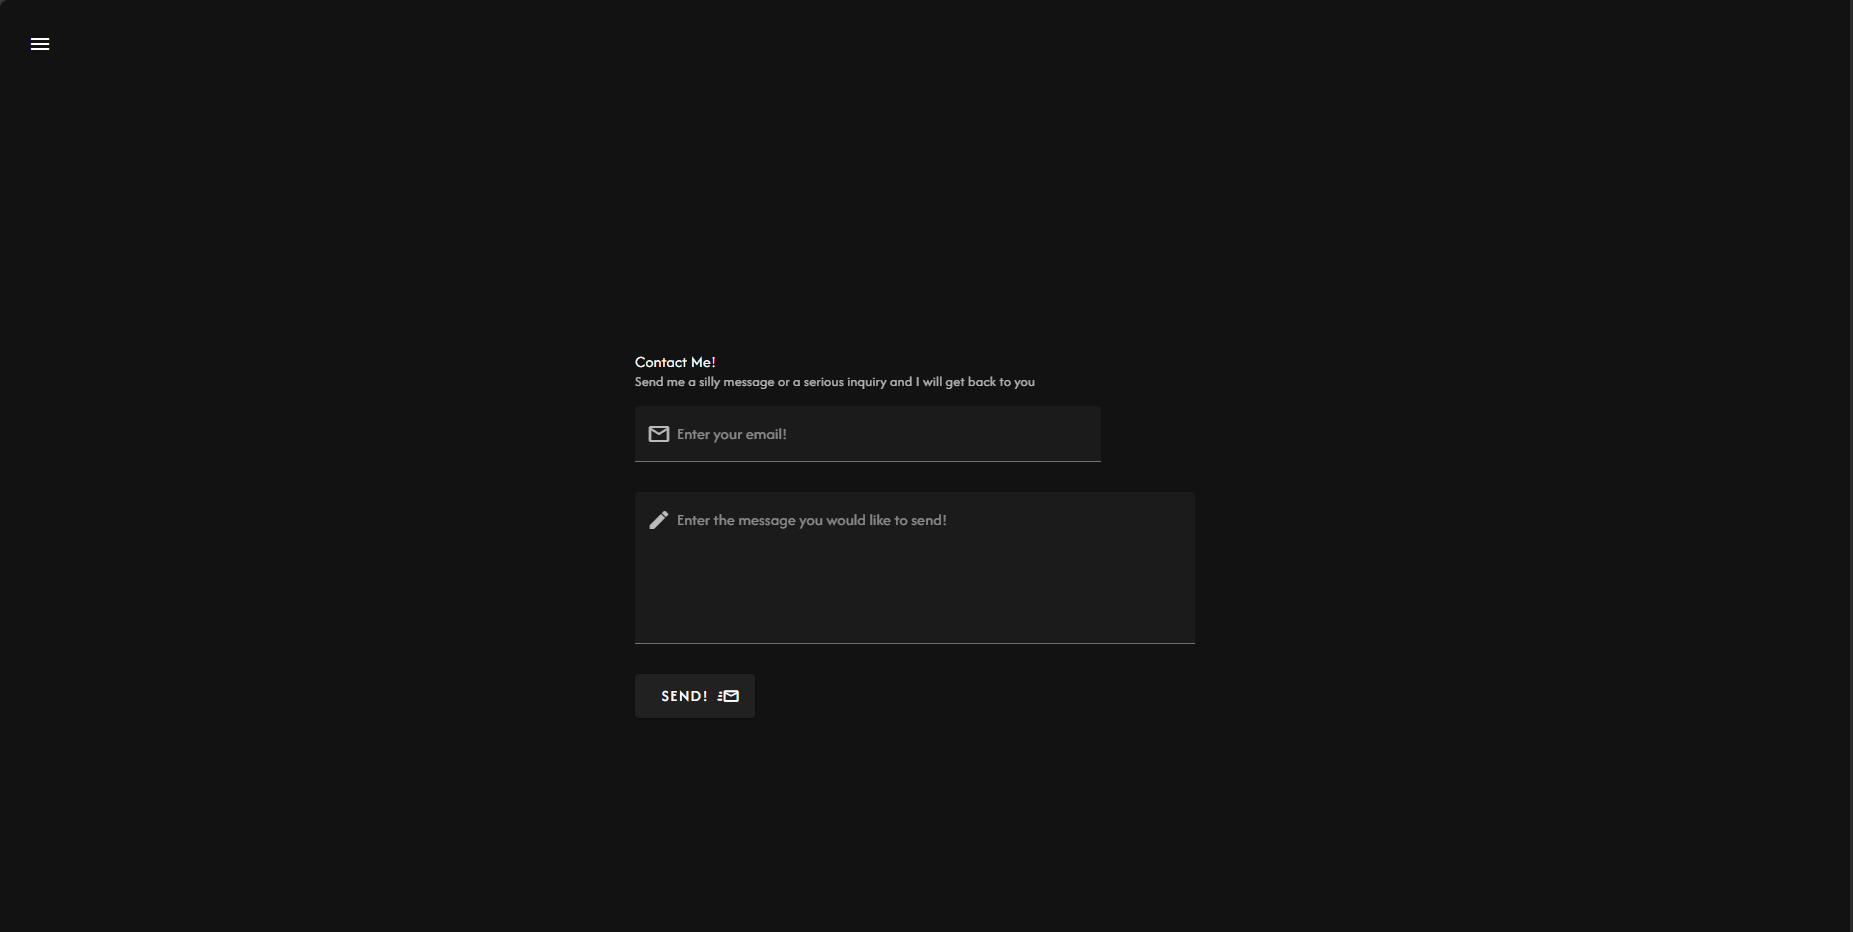 Contact Me!
Send me a silly message or a serious inquiry and I will get back to you
Enter your email!
Enter the message you would like to send!
SEND!